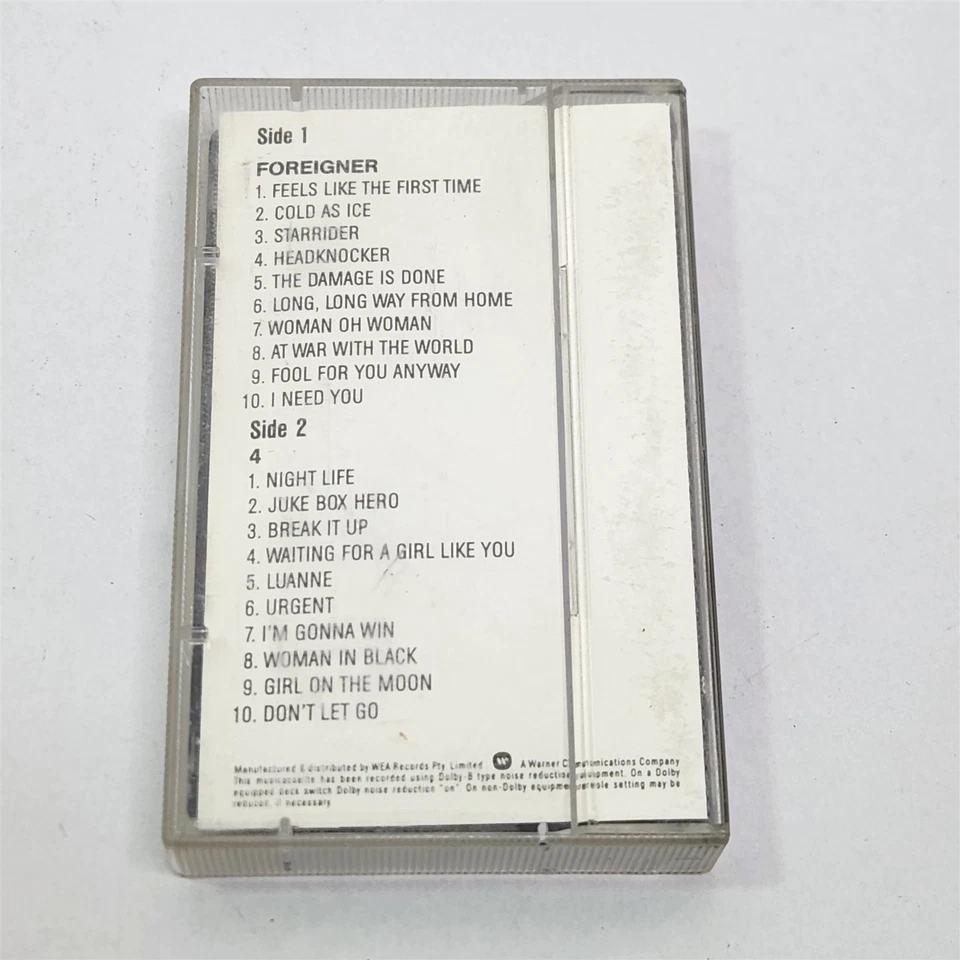 Side 1
FOREIGNER
1. FEELS LIKE THE FIRST TIME
2. COLD AS ICE
3. STARRIDER
4. HEADKNOCKER
5. THE DAMAGE IS DONE
6. LONG, LONG WAY FROM HOME
7. WOMAN OH WOMAN
8. AT WAR WITH THE WORLD
9. FOOL FOR YOU ANYWAY
10. I NEED YOU
Side 2
4
1. NIGHT LIFE
2. JUKE BOX HERO
3. BREAK IT UP
4. WAITING FOR A GIRL LIKE YOU
5. LUANNE
6. URGENT
7. I'M GONNA WIN
8. WOMAN IN BLACK
9. GIRL ON THE MOON
10. DON'T LET GO
Manufactured & distributed by WEA Records Pty. Limited W A Warner Communications Company
This musicassette has been recorded using Dolby-B type noise reduction equipment. On a Dolby
equipped deck switch Dolby noise reduction "on". On non-Dolby equipment treble setting may be
reduced, if necessary